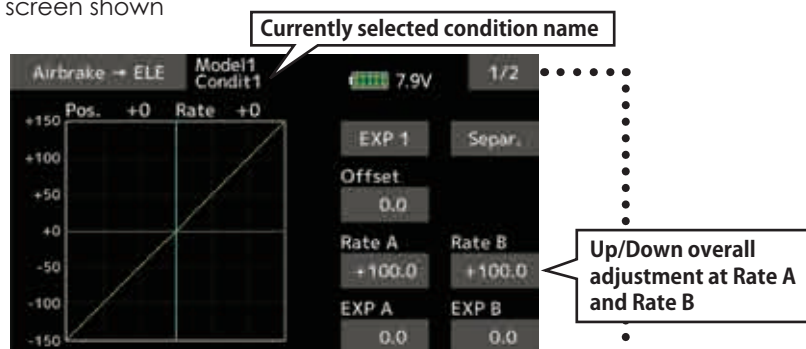 screen shown
Currently selected condition name
Airbrake → ELE
Model1
Condit1
7.9V
1/2
Pos. +0 Rate +0
+150
+100
+50
+0
-50
-100
-150
EXP 1
Separ.
Offset
0.0
Rate A
Rate B
+100.0
+100.0
EXP A
EXP B
0.0
0.0
Up/Down overall
adjustment at Rate A
and Rate B